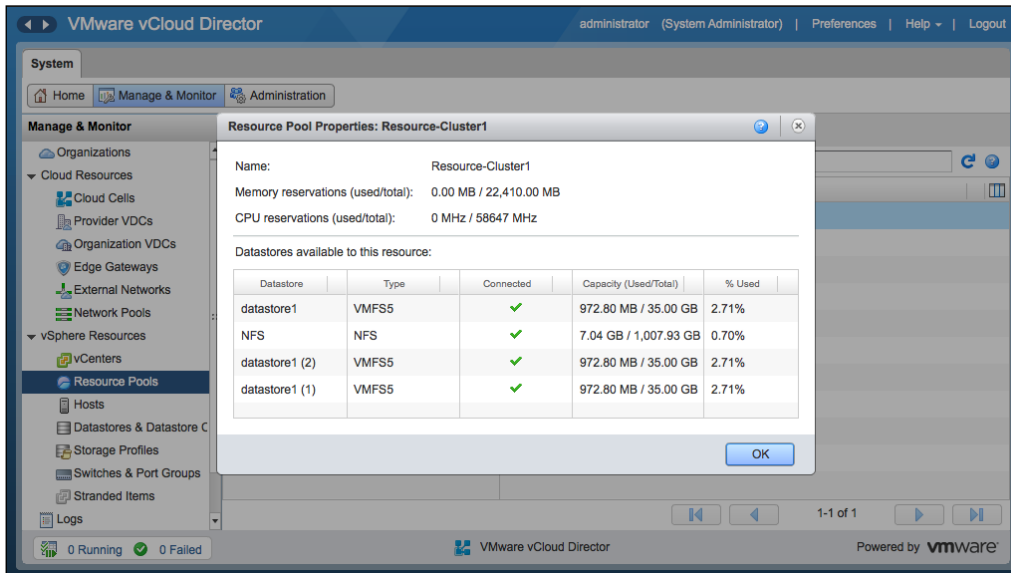 VMware vCloud Director
administrator (System Administrator) | Preferences | Help | Logout
System
Home Manage & Monitor Administration
Manage & Monitor
Organizations
Cloud Resources
Cloud Cells
Provider VDCs
Organization VDCs
Edge Gateways
External Networks
Network Pools
vSphere Resources
vCenters
Resource Pools
Hosts
Datastores & Datastore C
Storage Profiles
Switches & Port Groups
Stranded Items
Logs
Resource Pool Properties: Resource-Cluster1
Name: Resource-Cluster1
Memory reservations (used/total): 0.00 MB / 22,410.00 MB
CPU reservations (used/total): 0 MHz / 58647 MHz
Datastores available to this resource:
Datastore Type Connected Capacity (Used/Total) % Used
datastore1 VMFS5 972.80 MB / 35.00 GB 2.71%
NFS NFS 7.04 GB / 1,007.93 GB 0.70%
datastore1 (2) VMFS5 972.80 MB / 35.00 GB 2.71%
datastore1 (1) VMFS5 972.80 MB / 35.00 GB 2.71%
OK
1-1 of 1
0 Running 0 Failed
VMware vCloud Director
Powered by vmware